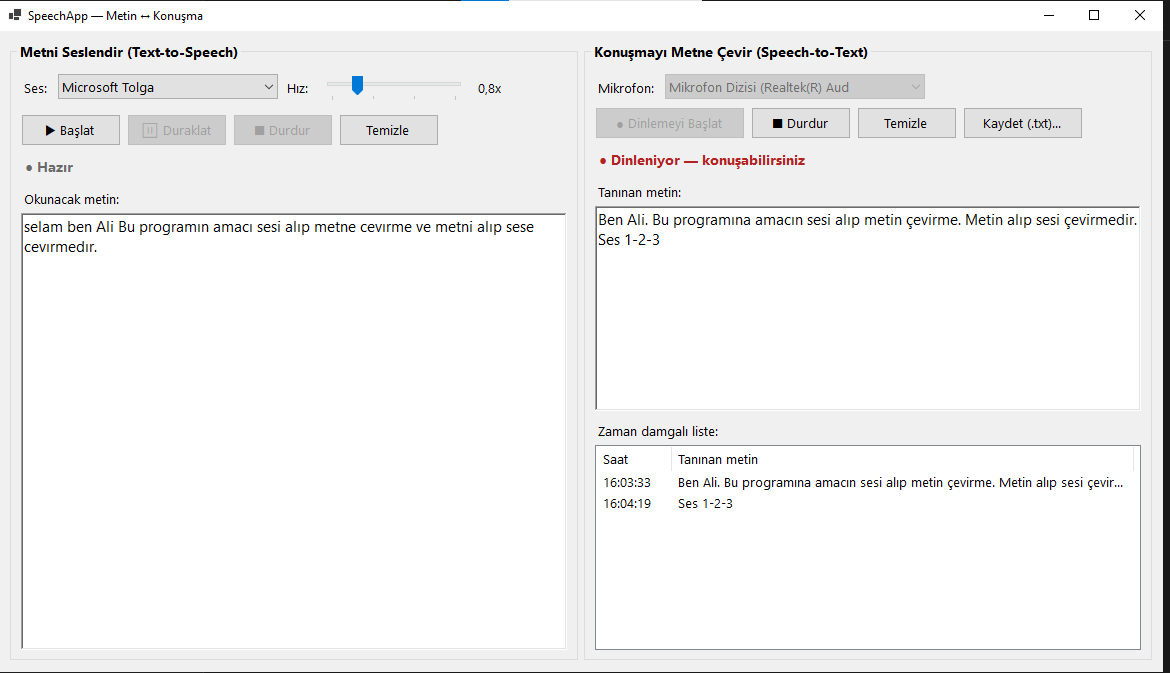 SpeechApp — Metin ↔ Konuşma
Metni Seslendir (Text-to-Speech)
Ses: Microsoft Tolga Hız: 0,8x
▶ Başlat Duraklat ■ Durdur Temizle
● Hazır
Okunacak metin:
selam ben Ali Bu programın amacı sesi alıp metne cevırme ve metni alıp sese
cevırmedır.
Konuşmayı Metne Çevir (Speech-to-Text)
Mikrofon: Mikrofon Dizisi (Realtek(R) Aud
● Dinlemeyi Başlat ■ Durdur Temizle Kaydet (.txt)...
● Dinleniyor — konuşabilirsiniz
Tanınan metin:
Ben Ali. Bu programına amacın sesi alıp metin çevirme. Metin alıp sesi çevirmedir.
Ses 1-2-3
Zaman damgalı liste:
Saat Tanınan metin
16:03:33 Ben Ali. Bu programına amacın sesi alıp metin çevirme. Metin alıp sesi çevir...
16:04:19 Ses 1-2-3